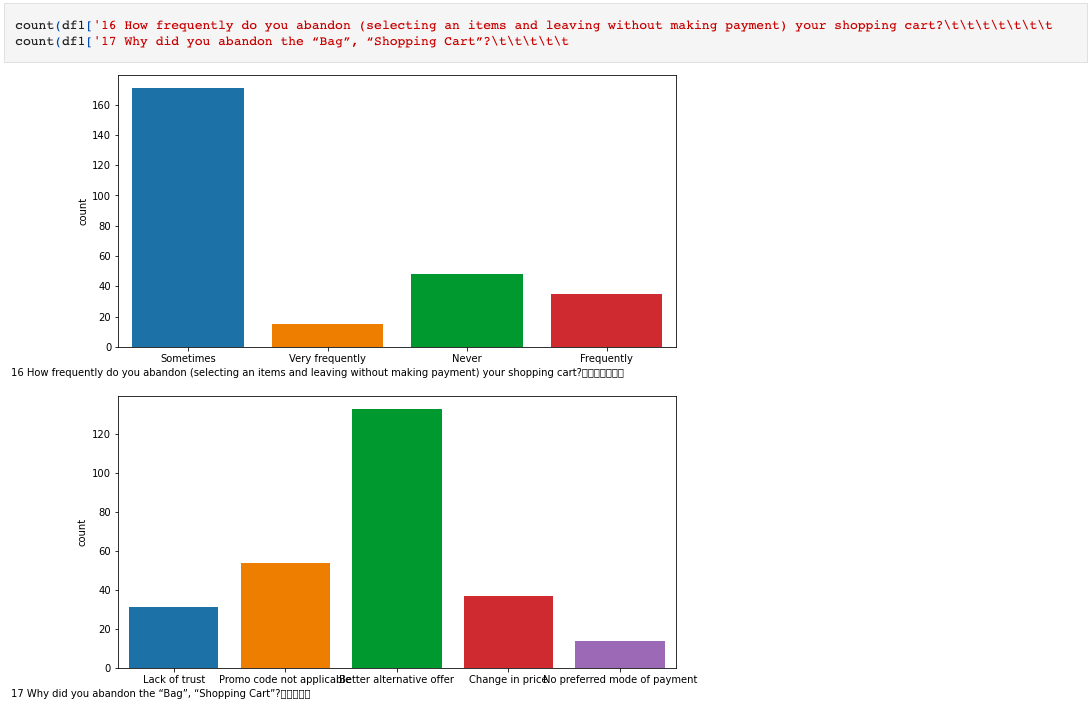 count(df1['16 How frequently do you abandon (selecting an items and leaving without making payment) your shopping cart?\t\t\t\t\t\t\t
count(df1['17 Why did you abandon the “Bag”, “Shopping Cart”?\t\t\t\t\t
160
140
120
100
80
60
40
20
0
count
Sometimes Very frequently Never Frequently
16 How frequently do you abandon (selecting an items and leaving without making payment) your shopping cart?▯▯▯▯▯▯▯
120
100
80
60
40
20
0
count
Lack of trust Promo code not applicable Better alternative offer Change in price No preferred mode of payment
17 Why did you abandon the “Bag”, “Shopping Cart”?▯▯▯▯▯